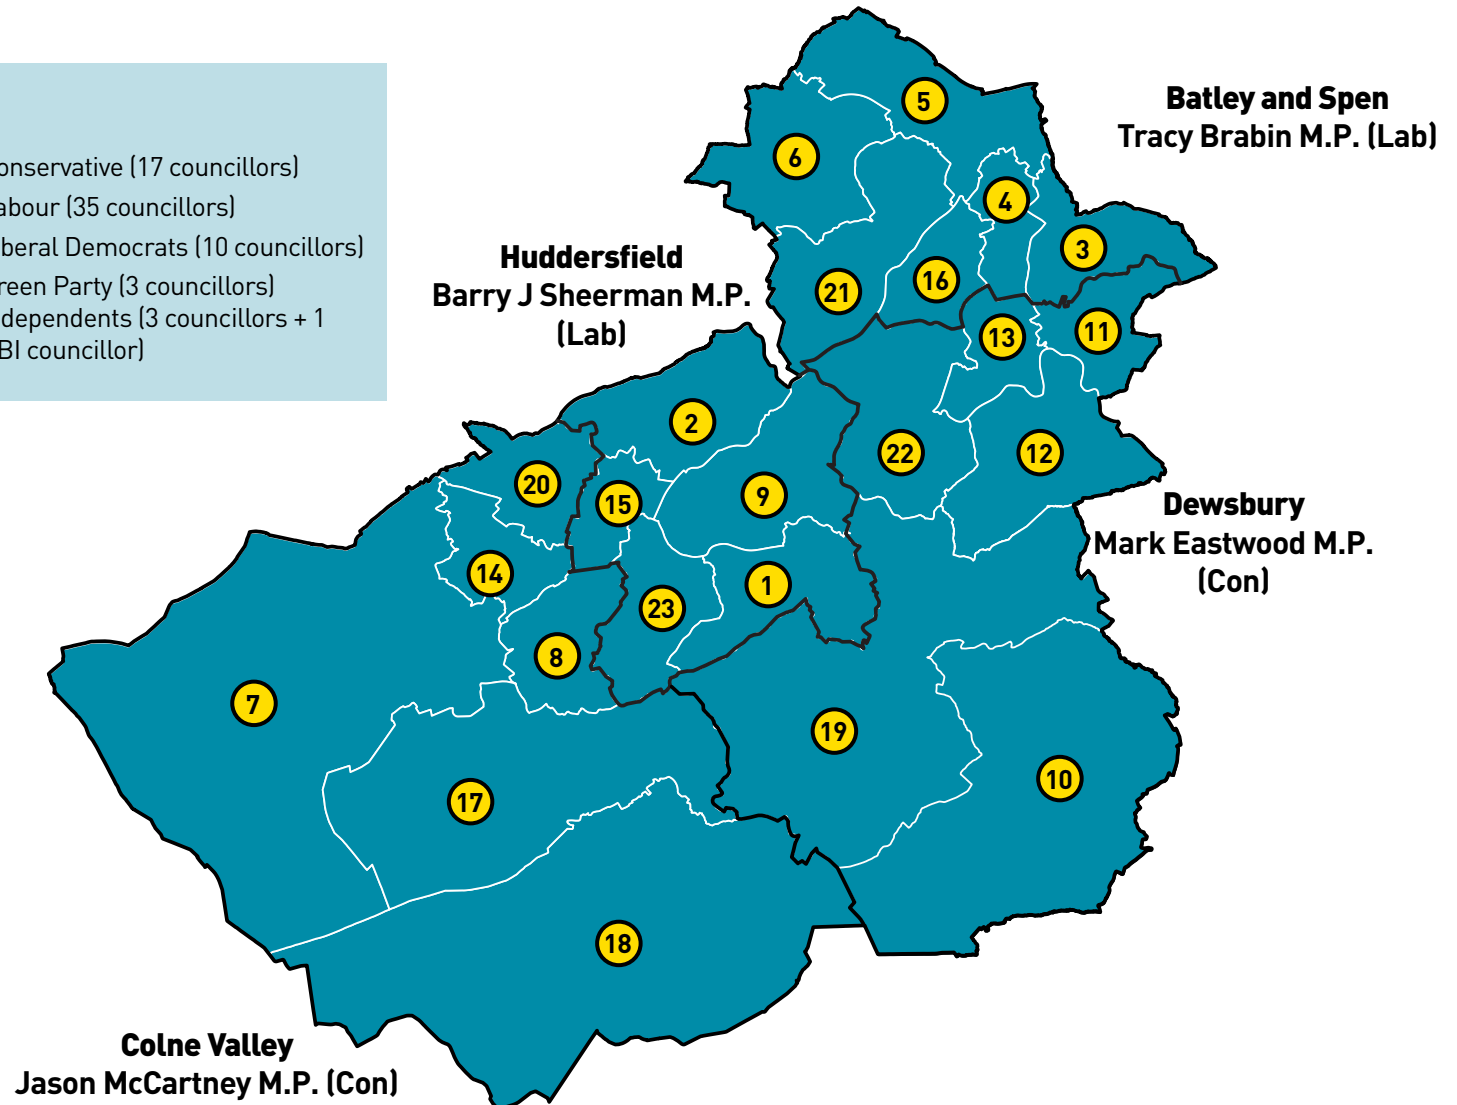 onservative (17 councillors)
abour (35 councillors)
beral Democrats (10 councillors)
reen Party (3 councillors)
dependents (3 councillors + 1
BI councillor)
Batley and Spen
Tracy Brabin M.P. (Lab)
Huddersfield
Barry J Sheerman M.P.
(Lab)
Dewsbury
Mark Eastwood M.P.
(Con)
Colne Valley
Jason McCartney M.P. (Con)
5
6
4
3
16
21
11
13
2
22
12
20
9
15
14
1
23
8
7
19
10
17
18